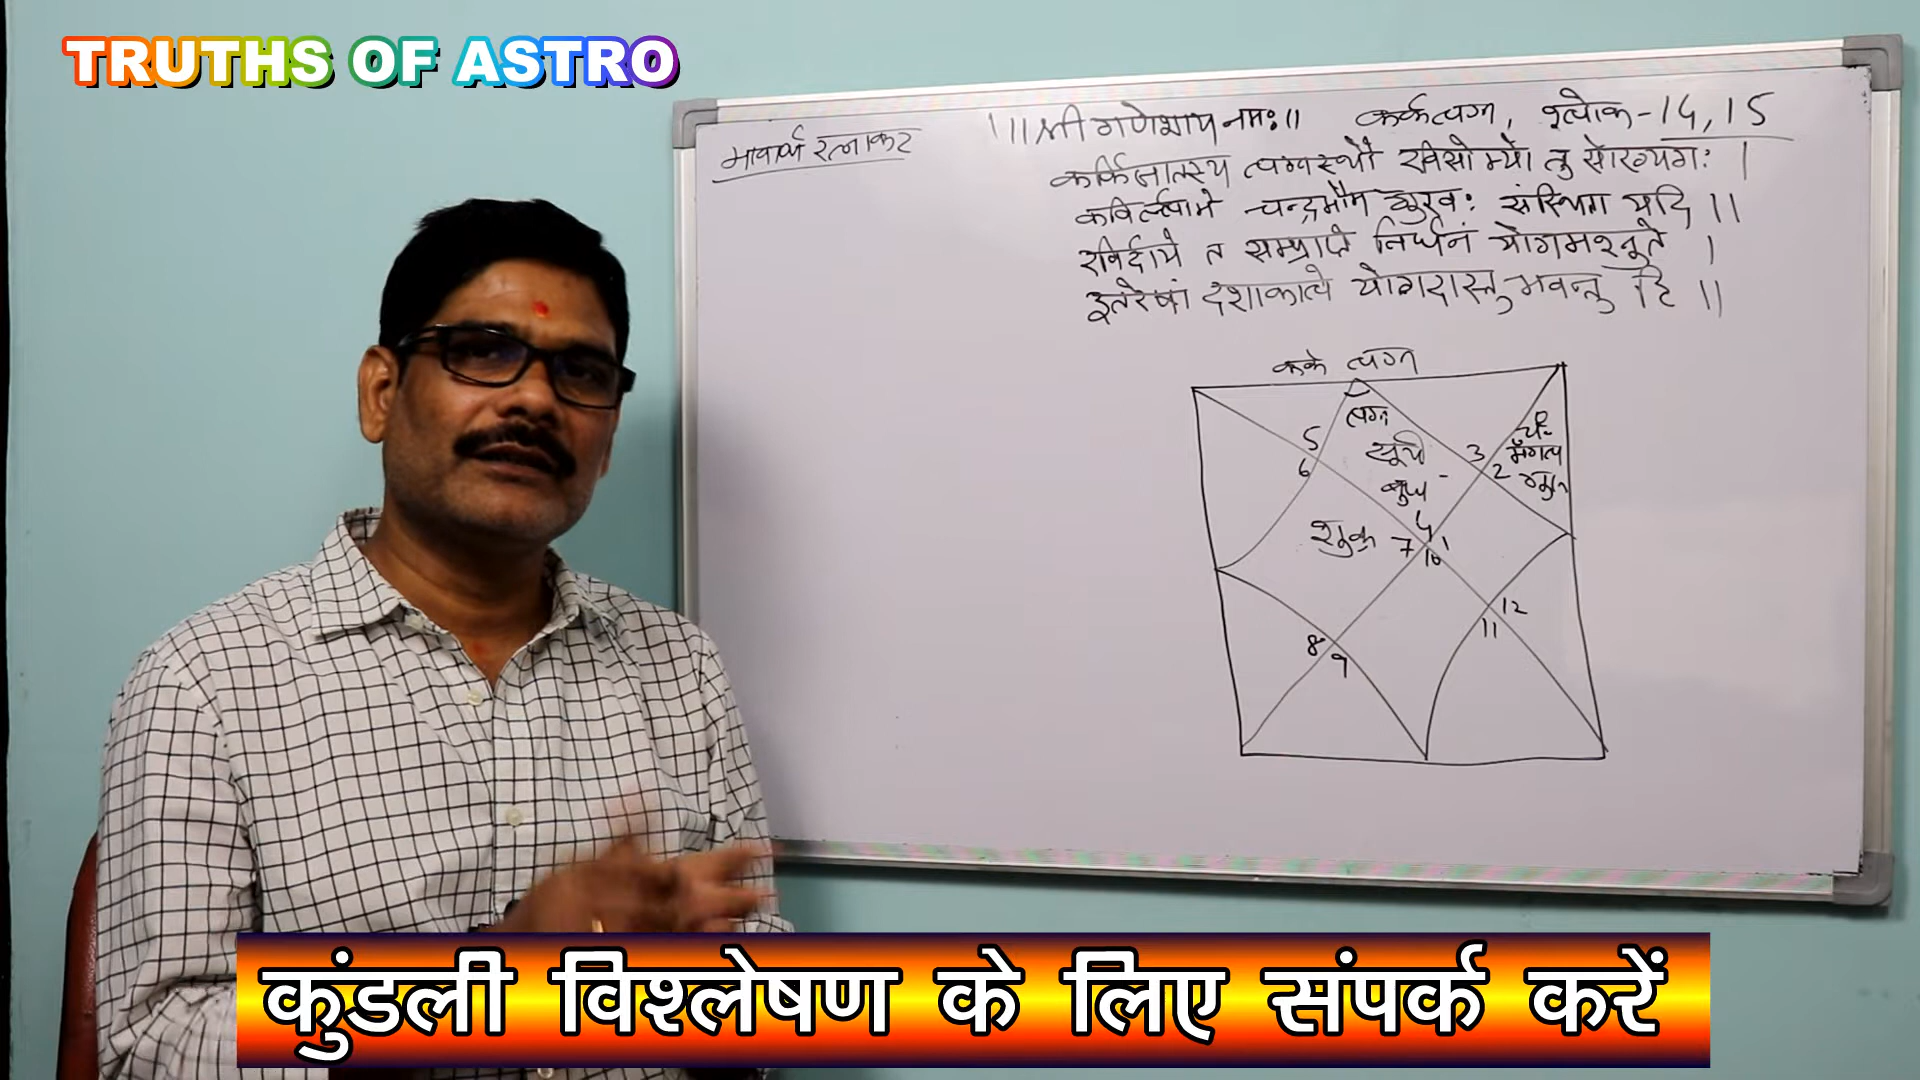 TRUTHS OF ASTRO
भावार्थ रत्नाकर
।। श्री गणेशाय नमः ।। कर्क लग्न, श्लोक-14,15
कर्किजातस्य लग्नस्थौ रविसौम्यौ तु सौख्यगः ।
कविर्लाभे चन्द्रभौम गुरवः संस्थिता यदि ।।
रविर्दाये त सम्प्राप्ते निर्धनं योगमश्नुते ।
इतरेषां दशाकाले योगदास्तु भवन्तु हि ।।
कर्क लग्न
लग्न
5
सूर्य
3
चं
6
बुध
2
मंगल
गुरु
शुक्र
4
7
1
10
12
11
8
9
कुंडली विश्लेषण के लिए संपर्क करें